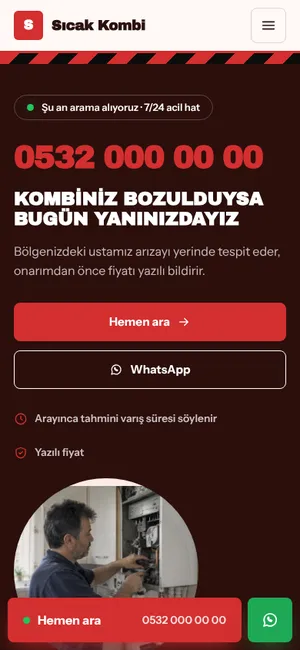 S
Sıcak Kombi
Şu an arama alıyoruz · 7/24 acil hat
0532 000 00 00
KOMBİNİZ BOZULDUYSA
BUGÜN YANINIZDAYIZ
Bölgenizdeki ustamız arızayı yerinde tespit eder,
onarımdan önce fiyatı yazılı bildirir.
Hemen ara →
WhatsApp
Arayınca tahmini varış süresi söylenir
Yazılı fiyat
Hemen ara 0532 000 00 00